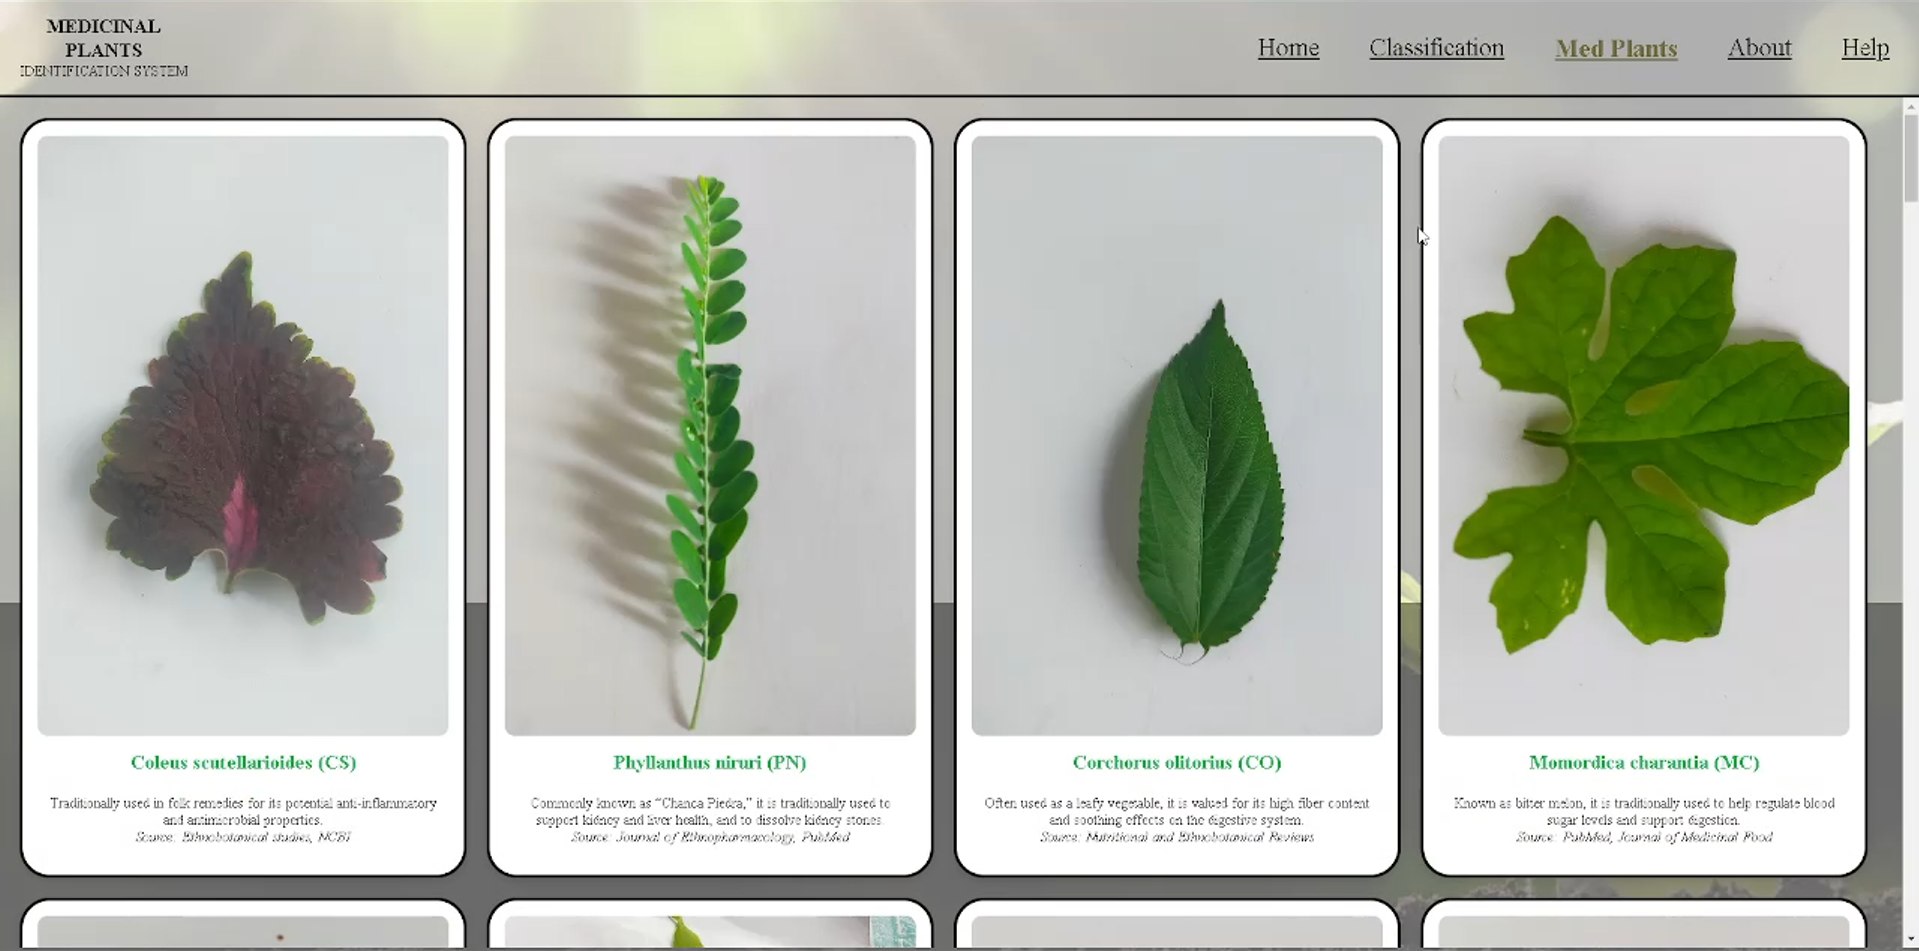 MEDICINAL
PLANTS
IDENTIFICATION SYSTEM
Home
Classification
Med Plants
About
Help
Coleus scutellarioides (CS)
Traditionally used in folk remedies for its potential anti-inflammatory
and antimicrobial properties.
Source: Ethnobotanical studies, NCBI
Phyllanthus niruri (PN)
Commonly known as “Chanca Piedra,” it is traditionally used to
support kidney and liver health, and to dissolve kidney stones.
Source: Journal of Ethnopharmacology, PubMed
Corchorus olitorius (CO)
Often used as a leafy vegetable, it is valued for its high fiber content
and soothing effects on the digestive system.
Source: Nutritional and Ethnobotanical Reviews
Momordica charantia (MC)
Known as bitter melon, it is traditionally used to help regulate blood
sugar levels and support digestion.
Source: PubMed, Journal of Medicinal Food